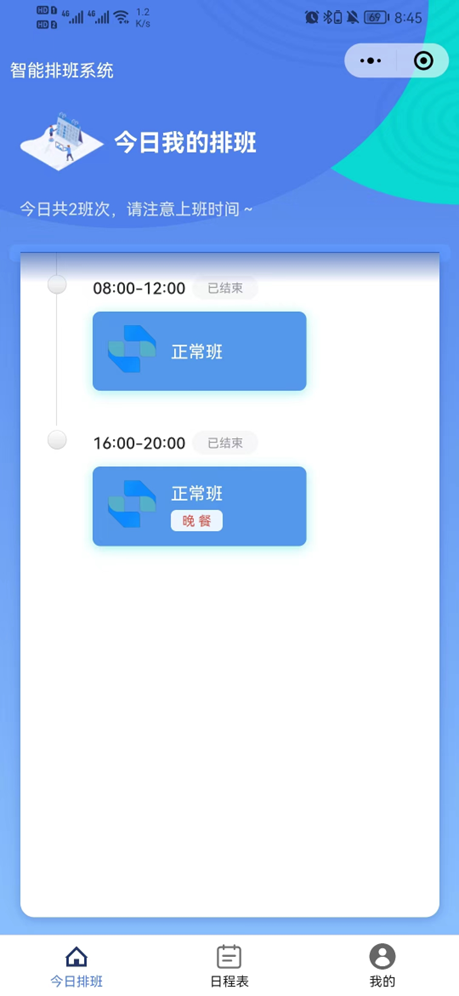 HD 1 4G 4G 1.2 69 8:45
HD 2 K/s
智能排班系统
今日我的排班
今日共2班次，请注意上班时间 ~
08:00-12:00 已结束
正常班
16:00-20:00 已结束
正常班
晚 餐
今日排班 日程表 我的